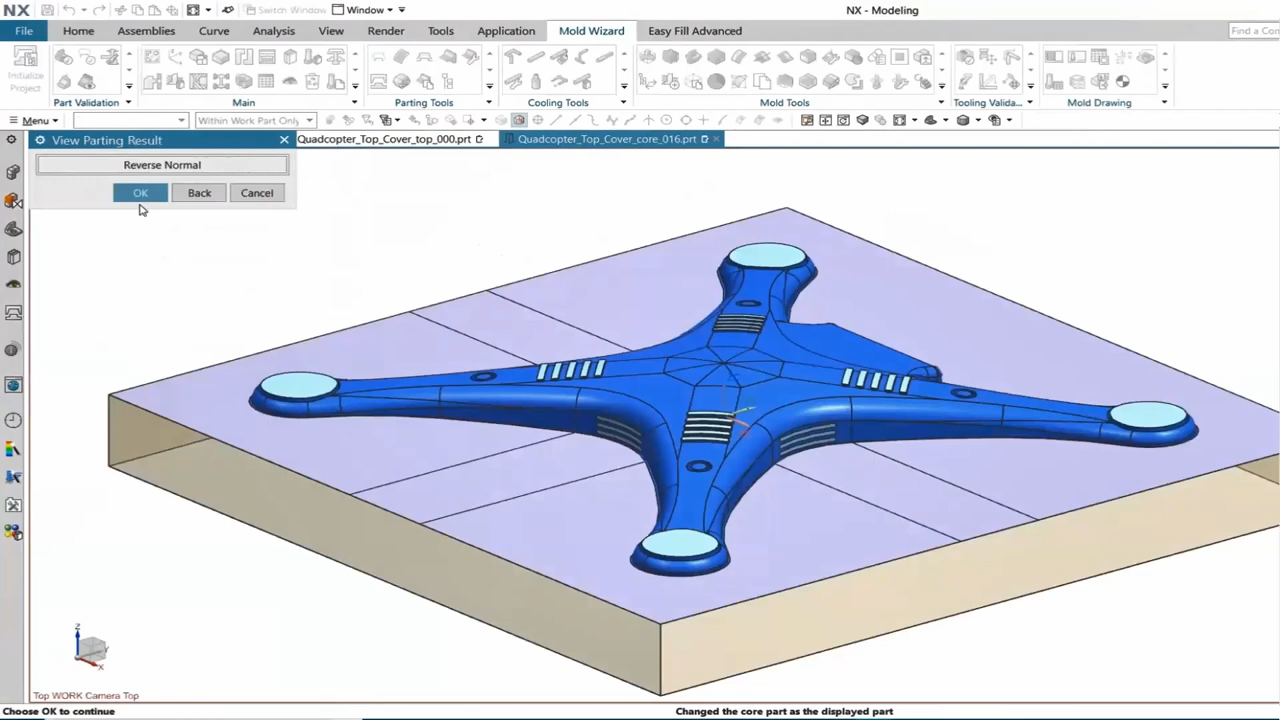 NX Switch Window Window NX - Modeling
File Home Assemblies Curve Analysis View Render Tools Application Mold Wizard Easy Fill Advanced Find a Con
Initialize
Project
Part Validation Main Parting Tools Cooling Tools Mold Tools Tooling Valida... Mold Drawing
Menu Within Work Part Only
View Parting Result
Quadcopter_Top_Cover_top_000.prt Quadcopter_Top_Cover_core_016.prt
Reverse Normal
OK Back Cancel
Z
Y
X
Top WORK Camera Top
Choose OK to continue Changed the core part as the displayed part